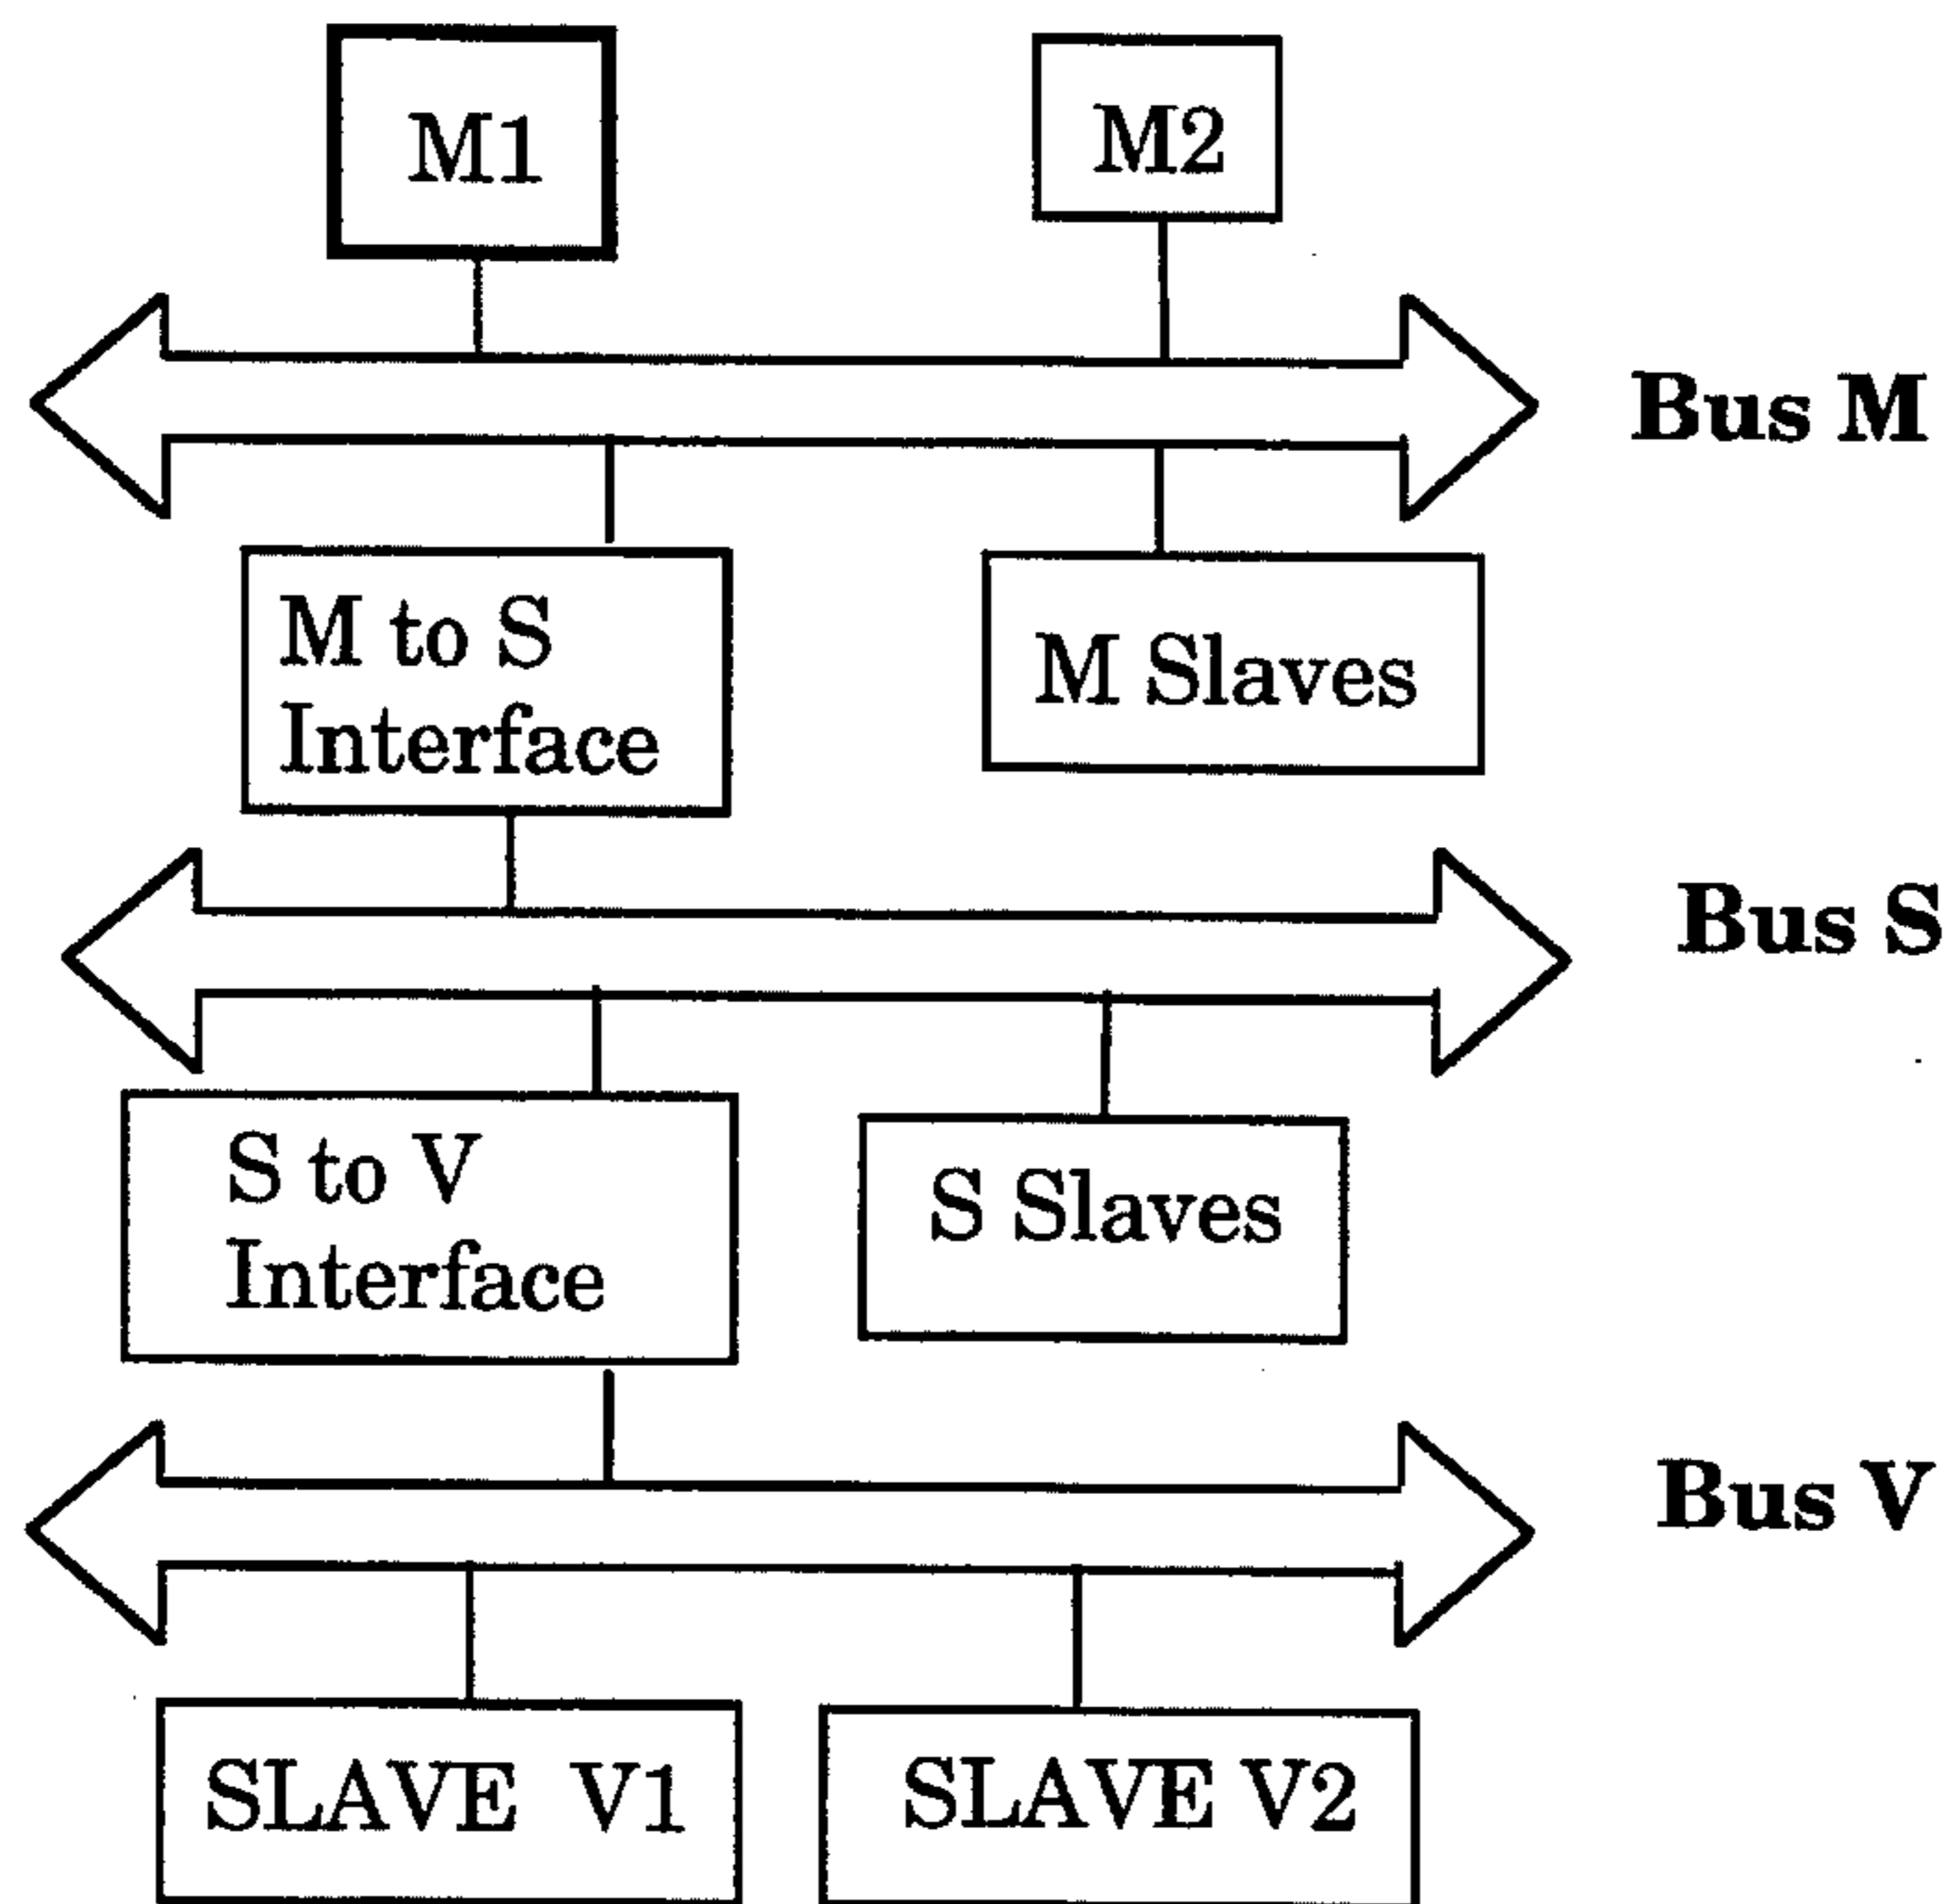 M1
M2
Bus M
M to S
Interface
M Slaves
Bus S
S to V
Interface
S Slaves
Bus V
SLAVE V1
SLAVE V2